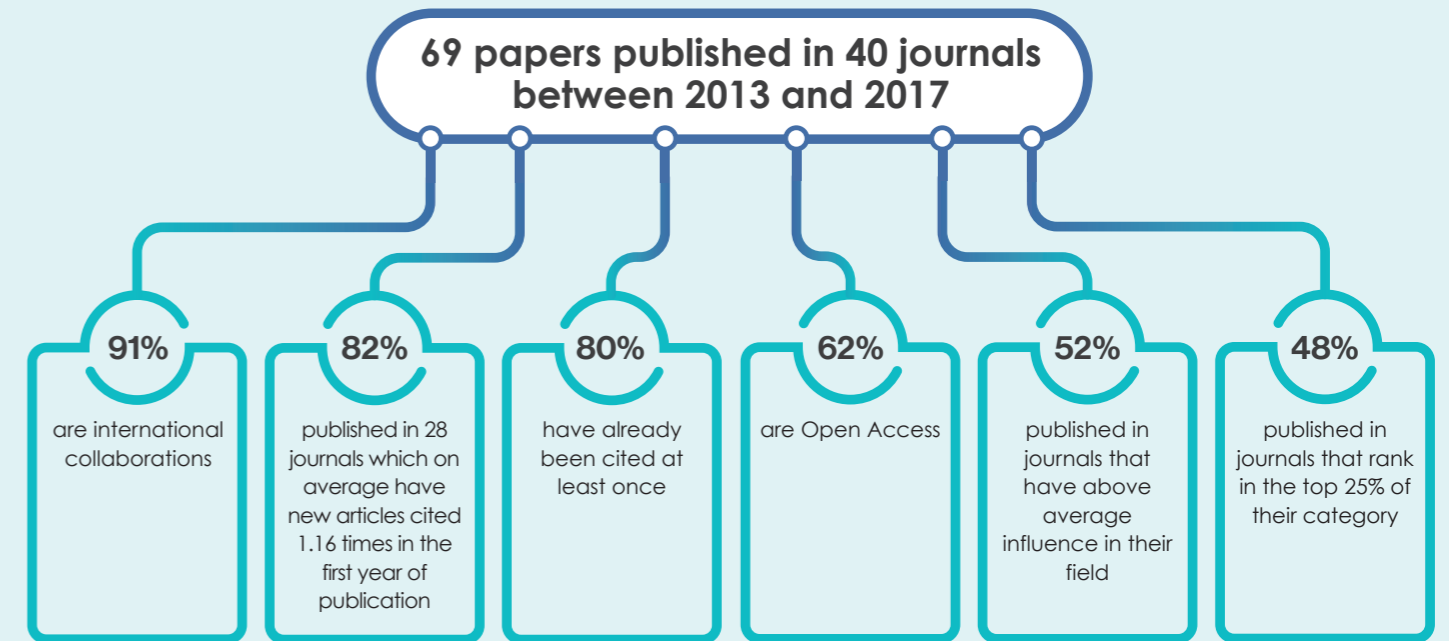 69 papers published in 40 journals
between 2013 and 2017
91%
are international
collaborations
82%
published in 28
journals which on
average have
new articles cited
1.16 times in the
first year of
publication
80%
have already
been cited at
least once
62%
are Open Access
52%
published in
journals that
have above
average
influence in their
field
48%
published in
journals that rank
in the top 25% of
their category